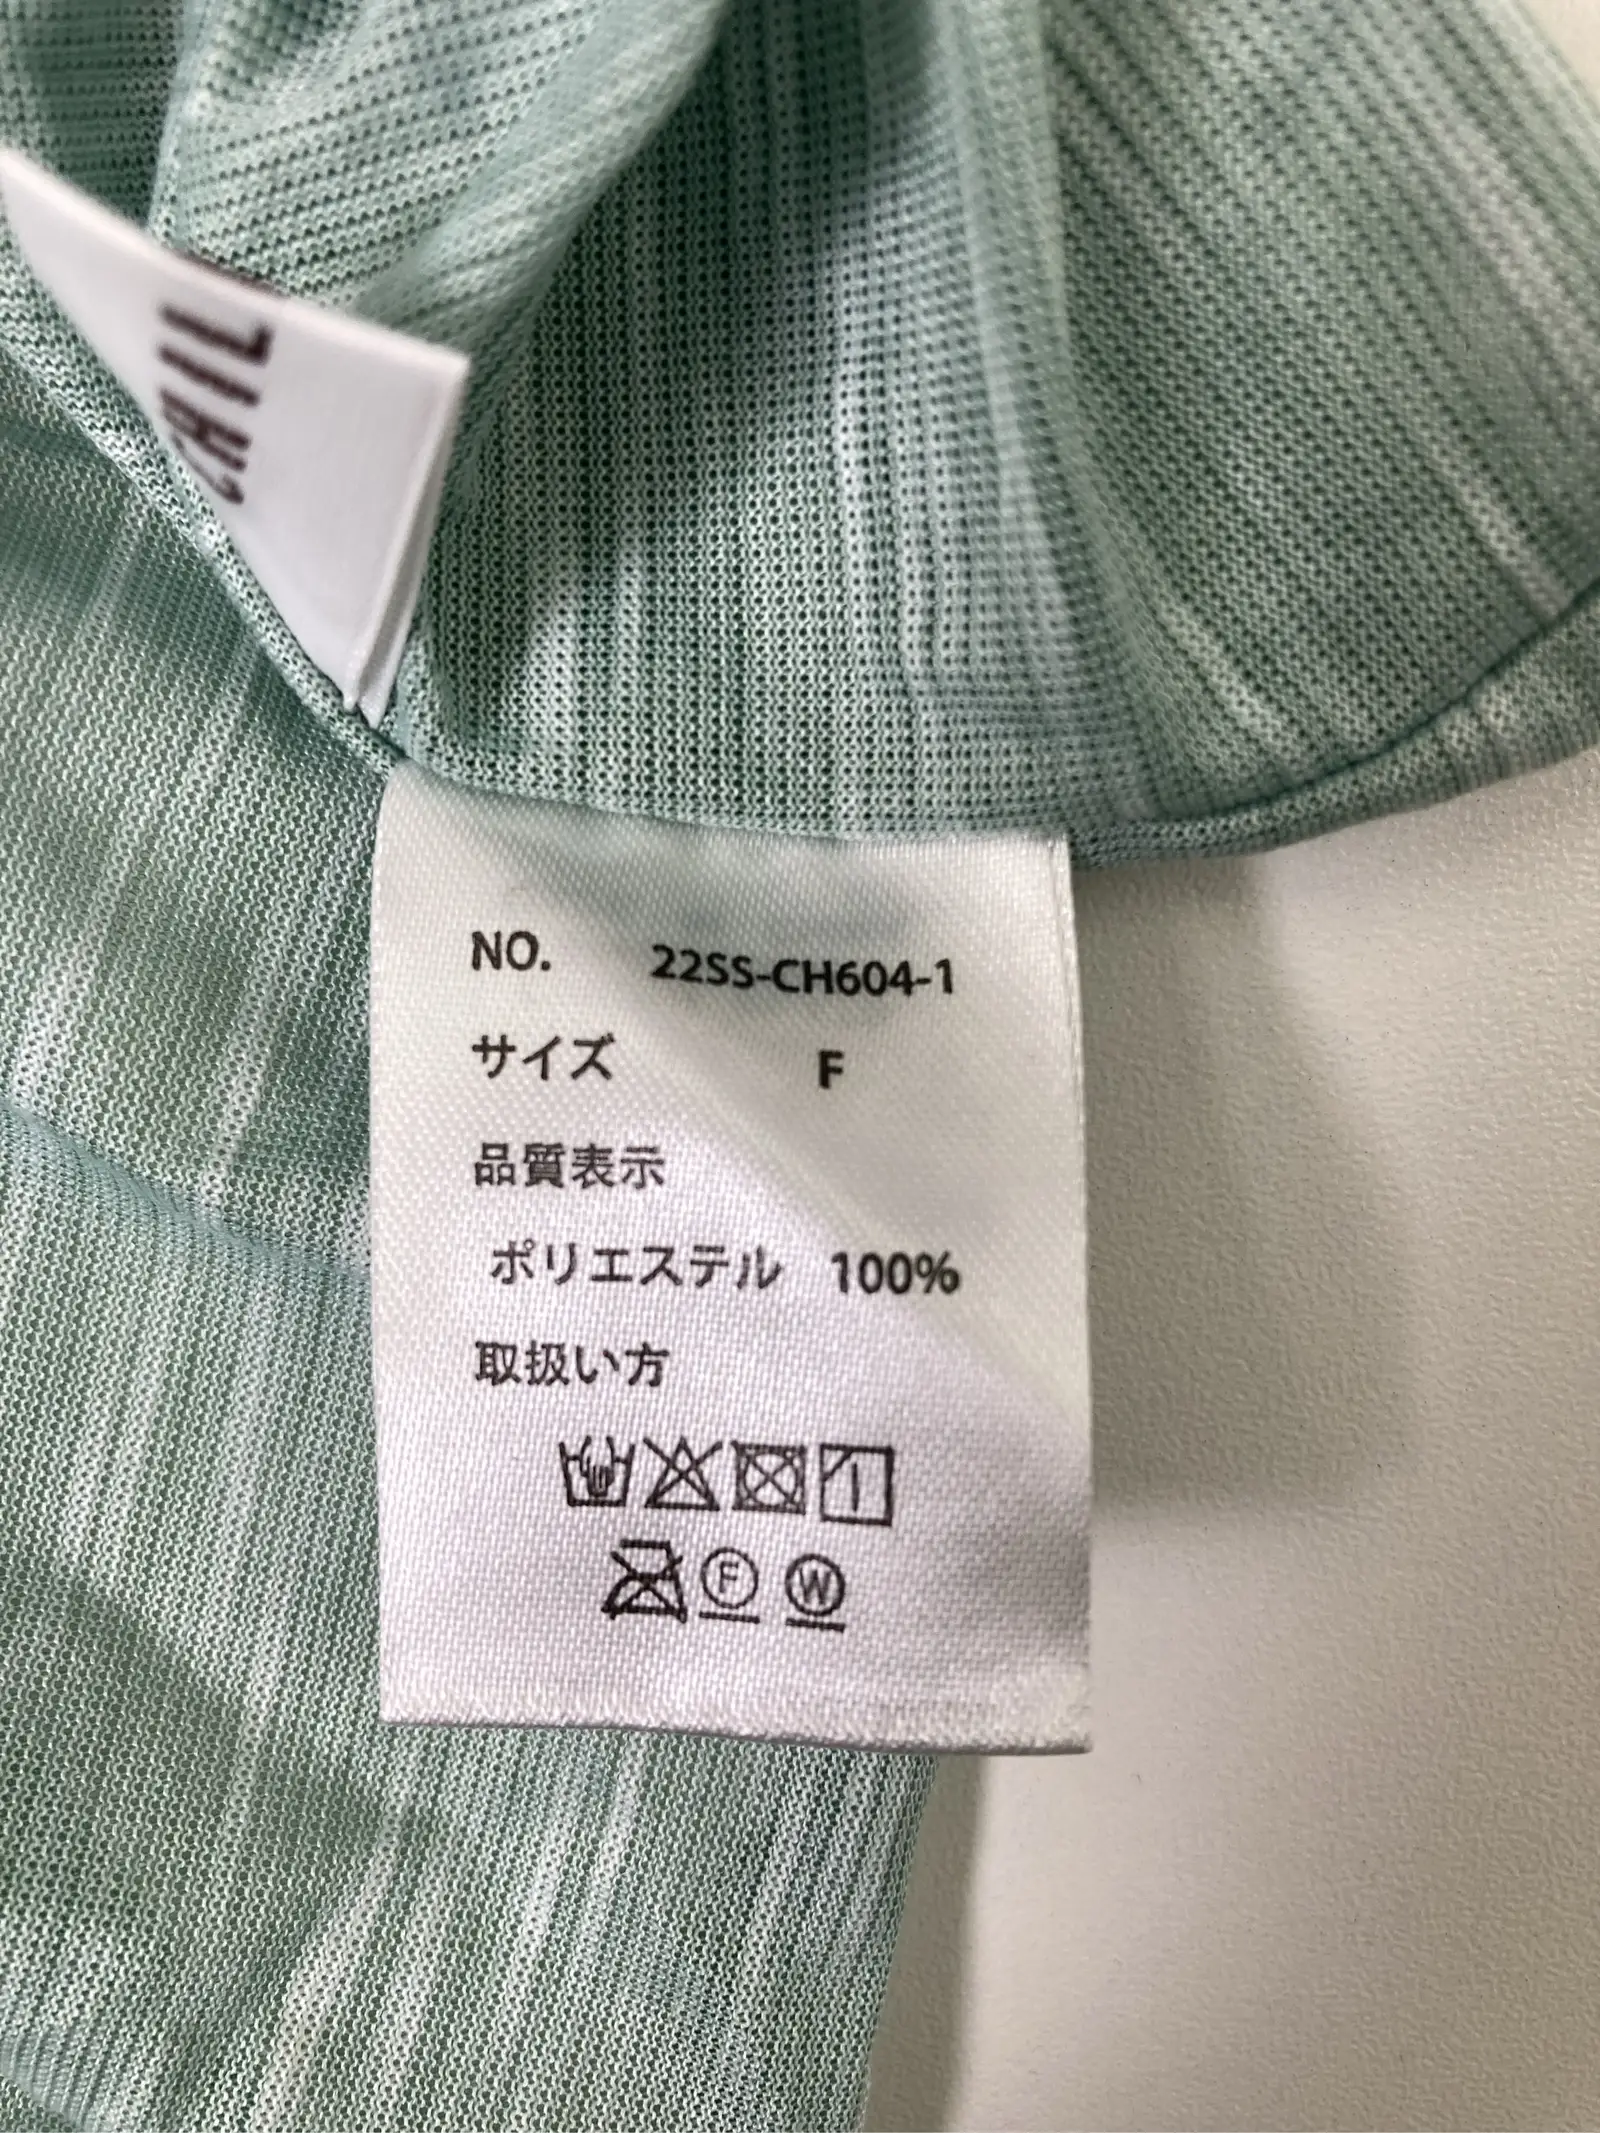 NO. 22SS-CH604-1
サイズ F
品質表示
ポリエステル 100%
取扱い方
F W